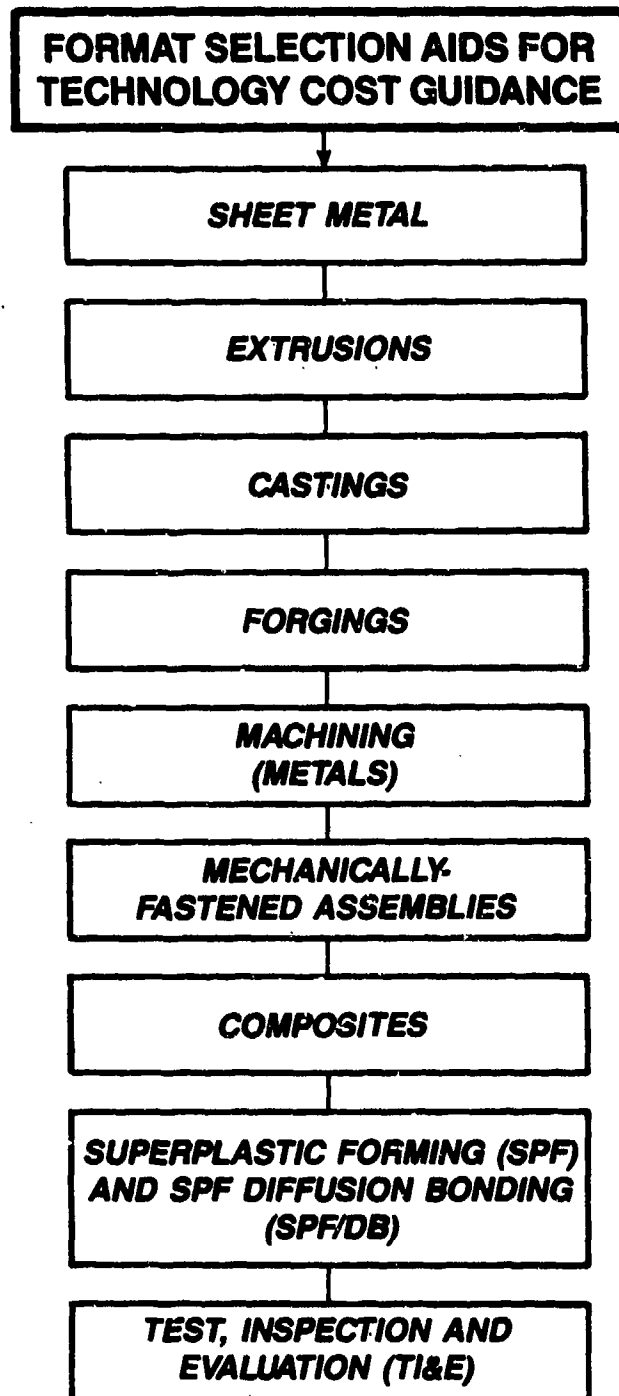 FORMAT SELECTION AIDS FOR
TECHNOLOGY COST GUIDANCE
SHEET METAL
EXTRUSIONS
CASTINGS
FORGINGS
MACHINING
(METALS)
MECHANICALLY-
FASTENED ASSEMBLIES
COMPOSITES
SUPERPLASTIC FORMING (SPF)
AND SPF DIFFUSION BONDING
(SPF/DB)
TEST, INSPECTION AND
EVALUATION (TI&E)